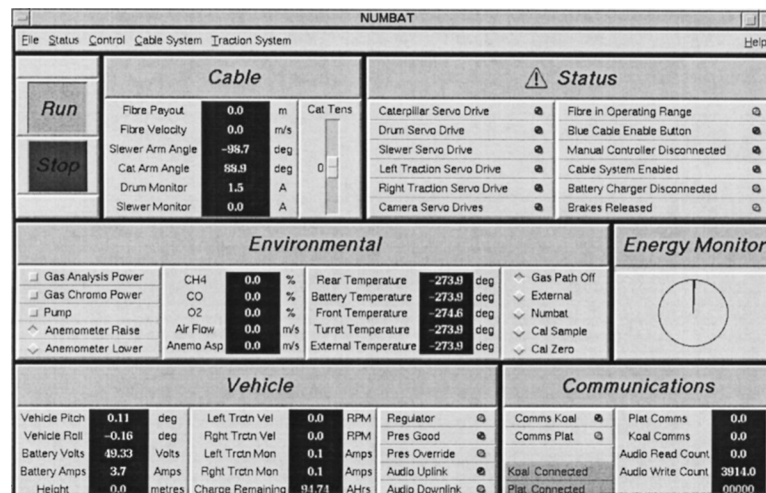 NUMBAT
File Status Control Cable System Traction System Help
Run
Stop
Cable
Fibre Payout 0.0 m Cat Tens
Fibre Velocity 0.0 m/s
Slewer Arm Angle -98.7 deg
Cat Arm Angle 88.9 deg 0
Drum Monitor 1.5 A
Slewer Monitor 0.0 A
Status
Caterpillar Servo Drive Fibre in Operating Range
Drum Servo Drive Blue Cable Enable Button
Slewer Servo Drive Manual Controller Disconnected
Left Traction Servo Drive Cable System Enabled
Right Traction Servo Drive Battery Charger Disconnected
Camera Servo Drives Brakes Released
Environmental
Gas Analysis Power CH4 0.0 % Rear Temperature -273.9 deg Gas Path Off
Gas Chromo Power CO 0.0 % Battery Temperature -273.9 deg External
Pump O2 0.0 % Front Temperature -274.6 deg Numbat
Anemometer Raise Air Flow 0.0 m/s Turret Temperature -273.9 deg Cal Sample
Anemometer Lower Anemo Asp 0.0 m/s External Temperature -273.9 deg Cal Zero
Energy Monitor
Vehicle
Vehicle Pitch 0.11 deg Left Trctn Vel 0.0 RPM Regulator
Vehicle Roll -0.16 deg Rght Trctn Vel 0.0 RPM Pres Good
Battery Volts 49.33 Volts Left Trctn Mon 0.1 Amps Pres Override
Battery Amps 3.7 Amps Rght Trctn Mon 0.1 Amps Audio Uplink
Height 0.0 metres Charge Remaining 94.74 AHrs Audio Downlink
Communications
Comms Koal Plat Comms 0.0
Comms Plat Koal Comms 0.0
Audio Read Count 0.0
Koal Connected Audio Write Count 3914.0
Plat Connected 00000